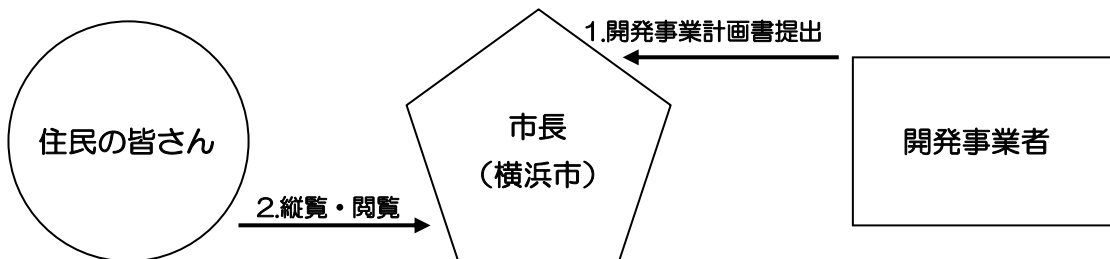 1.開発事業計画書提出
住民の皆さん
市長
(横浜市)
開発事業者
2.縦覧・閲覧